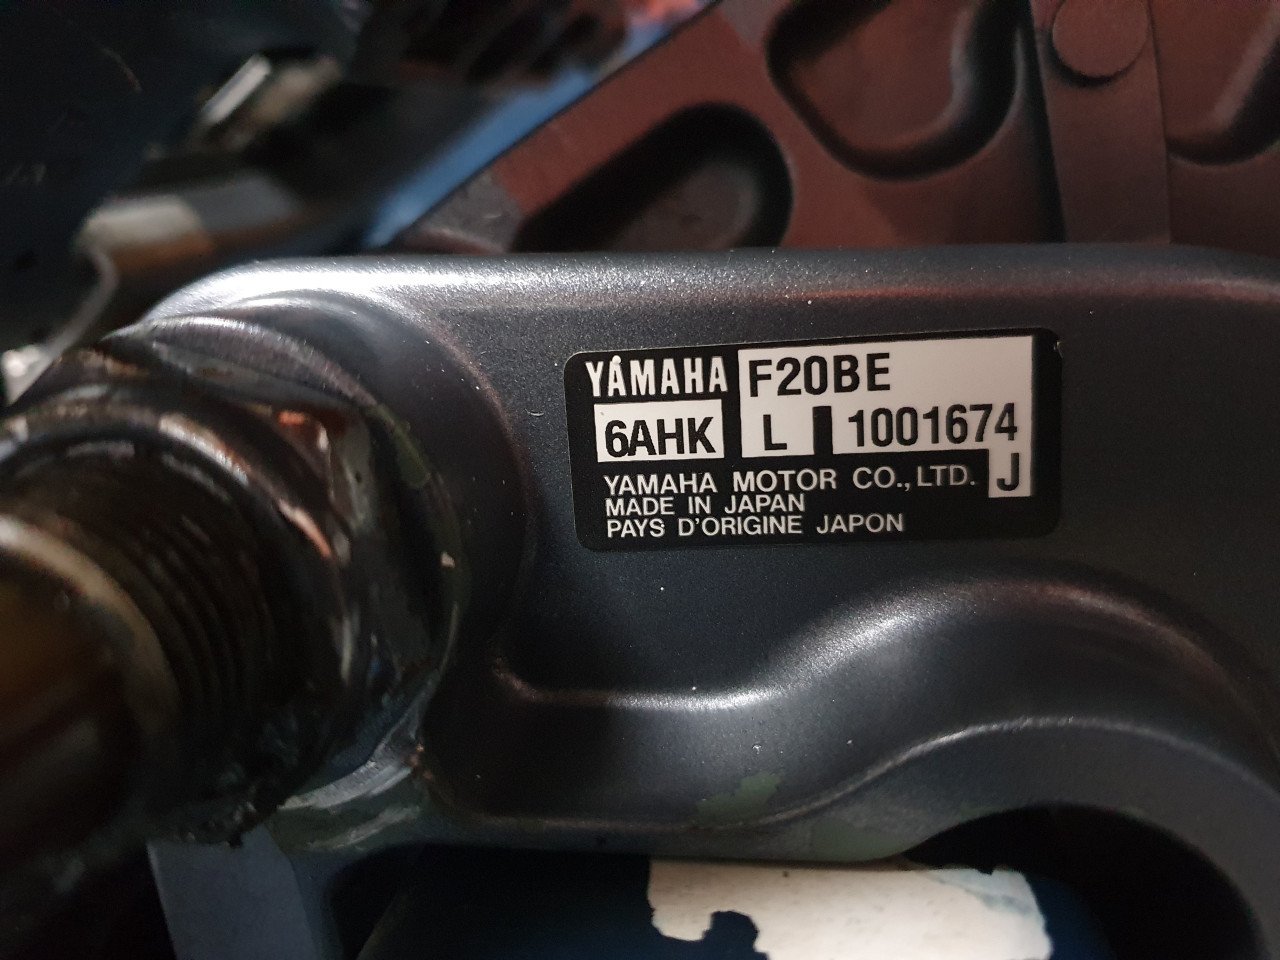 YAMAHA F20BE
6AHK L 1001674
YAMAHA MOTOR CO., LTD. J
MADE IN JAPAN
PAYS D'ORIGINE JAPON